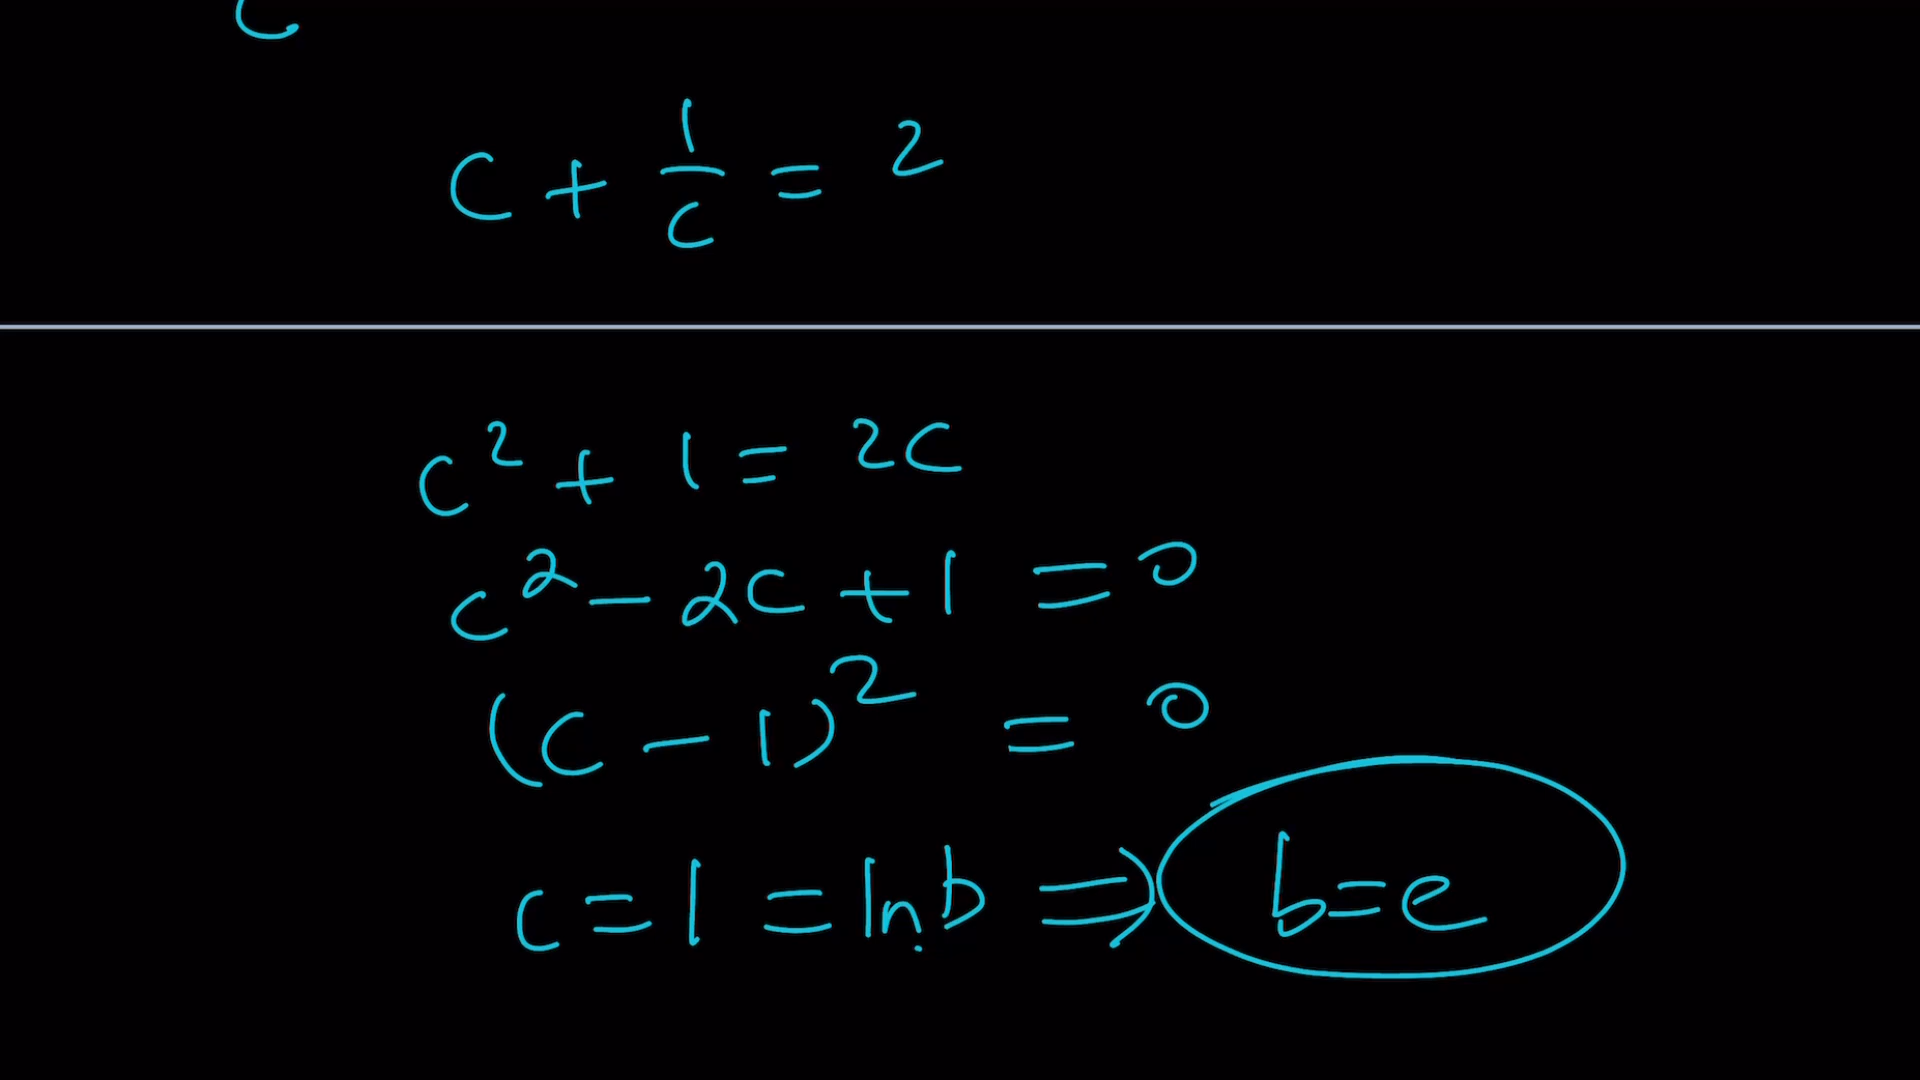 c
c + 1/c = 2
c² + 1 = 2c
c² − 2c + 1 = 0
(c − 1)² = 0
c = 1 = ln b ⇒ b = e